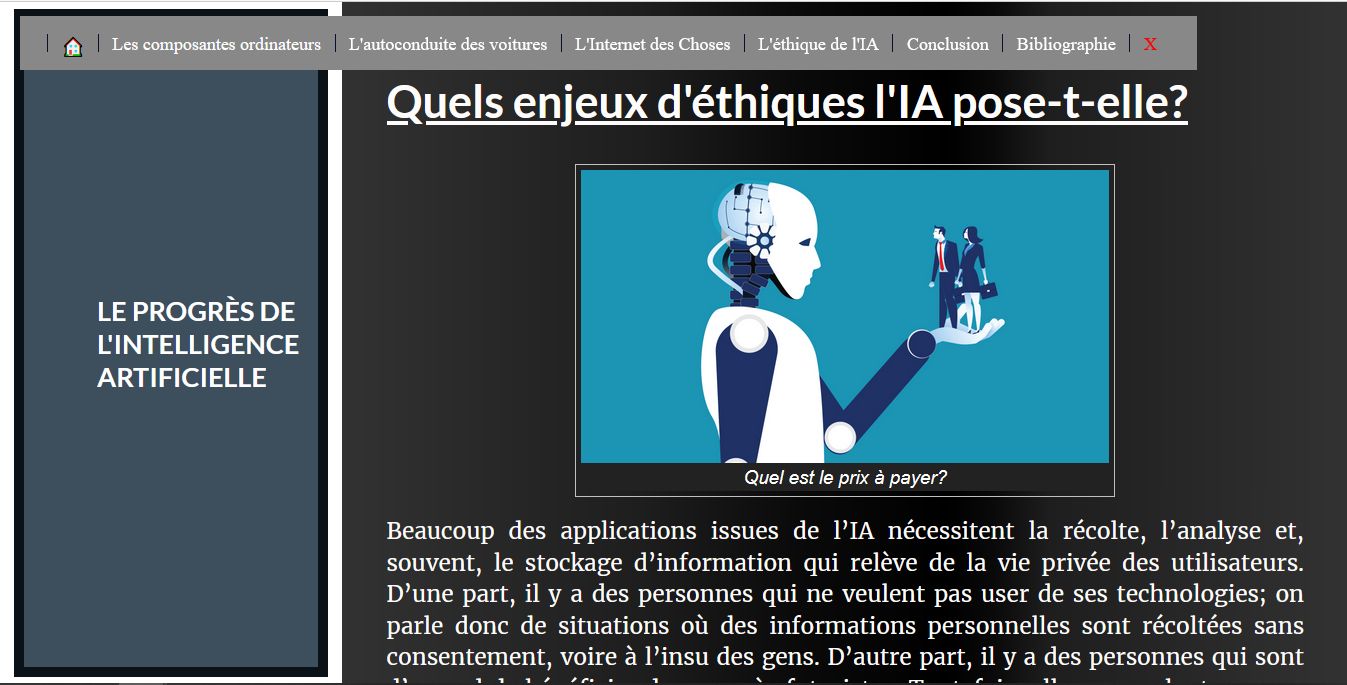 Les composantes ordinateurs
L'autoconduite des voitures
L'Internet des Choses
L'éthique de l'IA
Conclusion
Bibliographie
X
LE PROGRÈS DE
L'INTELLIGENCE
ARTIFICIELLE
Quels enjeux d'éthiques l'IA pose-t-elle?
Quel est le prix à payer?
Beaucoup des applications issues de l’IA nécessitent la récolte, l’analyse et,
souvent, le stockage d’information qui relève de la vie privée des utilisateurs.
D’une part, il y a des personnes qui ne veulent pas user de ses technologies; on
parle donc de situations où des informations personnelles sont récoltées sans
consentement, voire à l’insu des gens. D’autre part, il y a des personnes qui sont